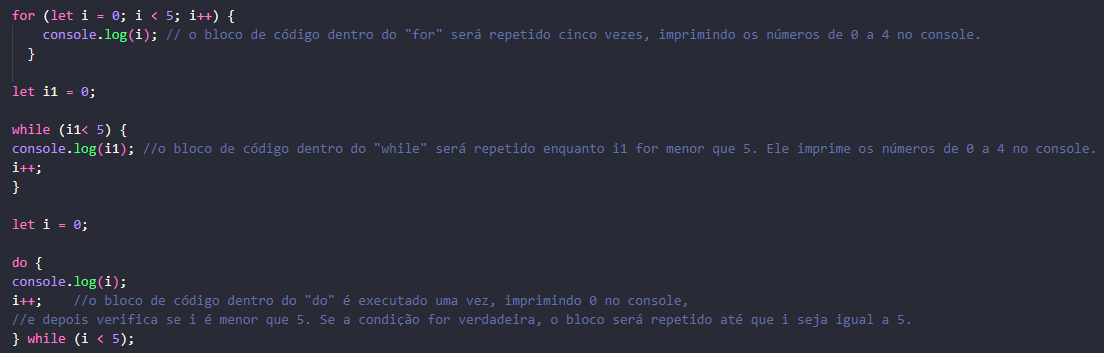 for (let i = 0; i < 5; i++) {
    console.log(i); // o bloco de código dentro do "for" será repetido cinco vezes, imprimindo os números de 0 a 4 no console.
  }
let i1 = 0;
while (i1< 5) {
console.log(i1); //o bloco de código dentro do "while" será repetido enquanto i1 for menor que 5. Ele imprime os números de 0 a 4 no console.
i++;
}
let i = 0;
do {
console.log(i);
i++;    //o bloco de código dentro do "do" é executado uma vez, imprimindo 0 no console,
//e depois verifica se i é menor que 5. Se a condição for verdadeira, o bloco será repetido até que i seja igual a 5.
} while (i < 5);